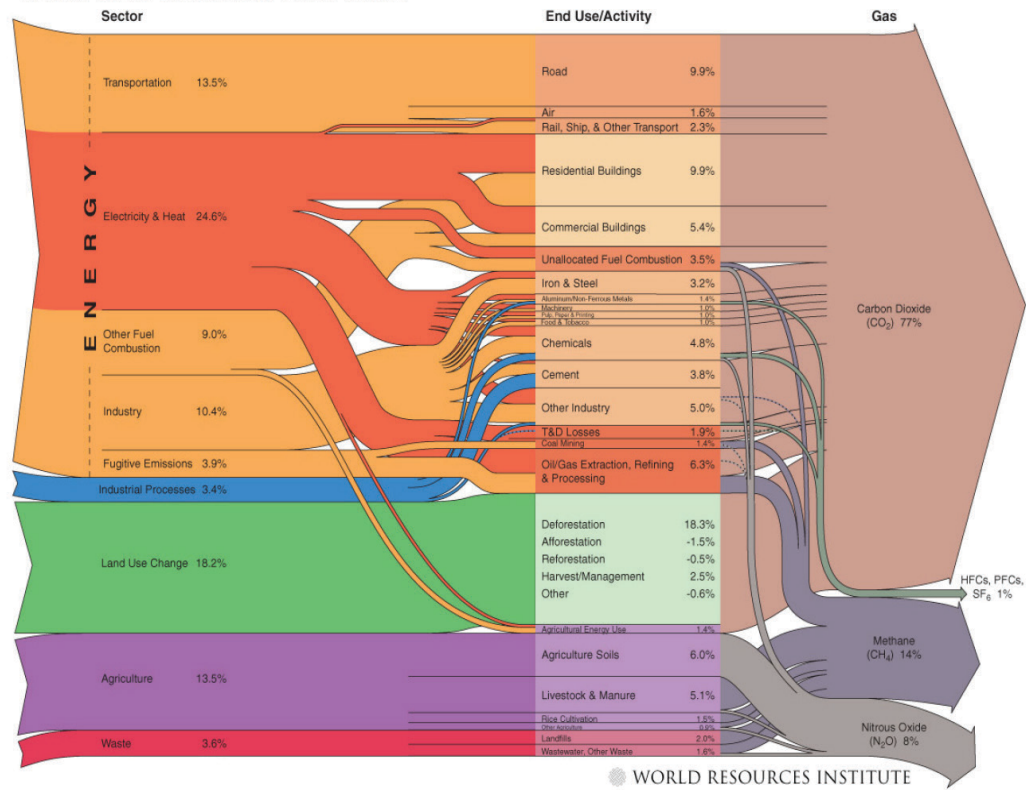 Sector
End Use/Activity
Gas
ENERGY
Transportation 13.5%
Electricity & Heat 24.6%
Other Fuel
Combustion 9.0%
Industry 10.4%
Fugitive Emissions 3.9%
Industrial Processes 3.4%
Land Use Change 18.2%
Agriculture 13.5%
Waste 3.6%
Road 9.9%
Air 1.6%
Rail, Ship, & Other Transport 2.3%
Residential Buildings 9.9%
Commercial Buildings 5.4%
Unallocated Fuel Combustion 3.5%
Iron & Steel 3.2%
Aluminum/Non-Ferrous Metals 1.4%
Machinery 1.0%
Pulp, Paper & Printing 1.0%
Food & Tobacco 1.0%
Chemicals 4.8%
Cement 3.8%
Other Industry 5.0%
T&D Losses 1.9%
Coal Mining 1.4%
Oil/Gas Extraction, Refining
& Processing 6.3%
Deforestation 18.3%
Afforestation -1.5%
Reforestation -0.5%
Harvest/Management 2.5%
Other -0.6%
Agricultural Energy Use 1.4%
Agriculture Soils 6.0%
Livestock & Manure 5.1%
Rice Cultivation 1.5%
Other Agriculture 0.9%
Landfills 2.0%
Wastewater, Other Waste 1.6%
Carbon Dioxide
(CO₂) 77%
HFCs, PFCs,
SF₆ 1%
Methane
(CH₄) 14%
Nitrous Oxide
(N₂O) 8%
WORLD RESOURCES INSTITUTE